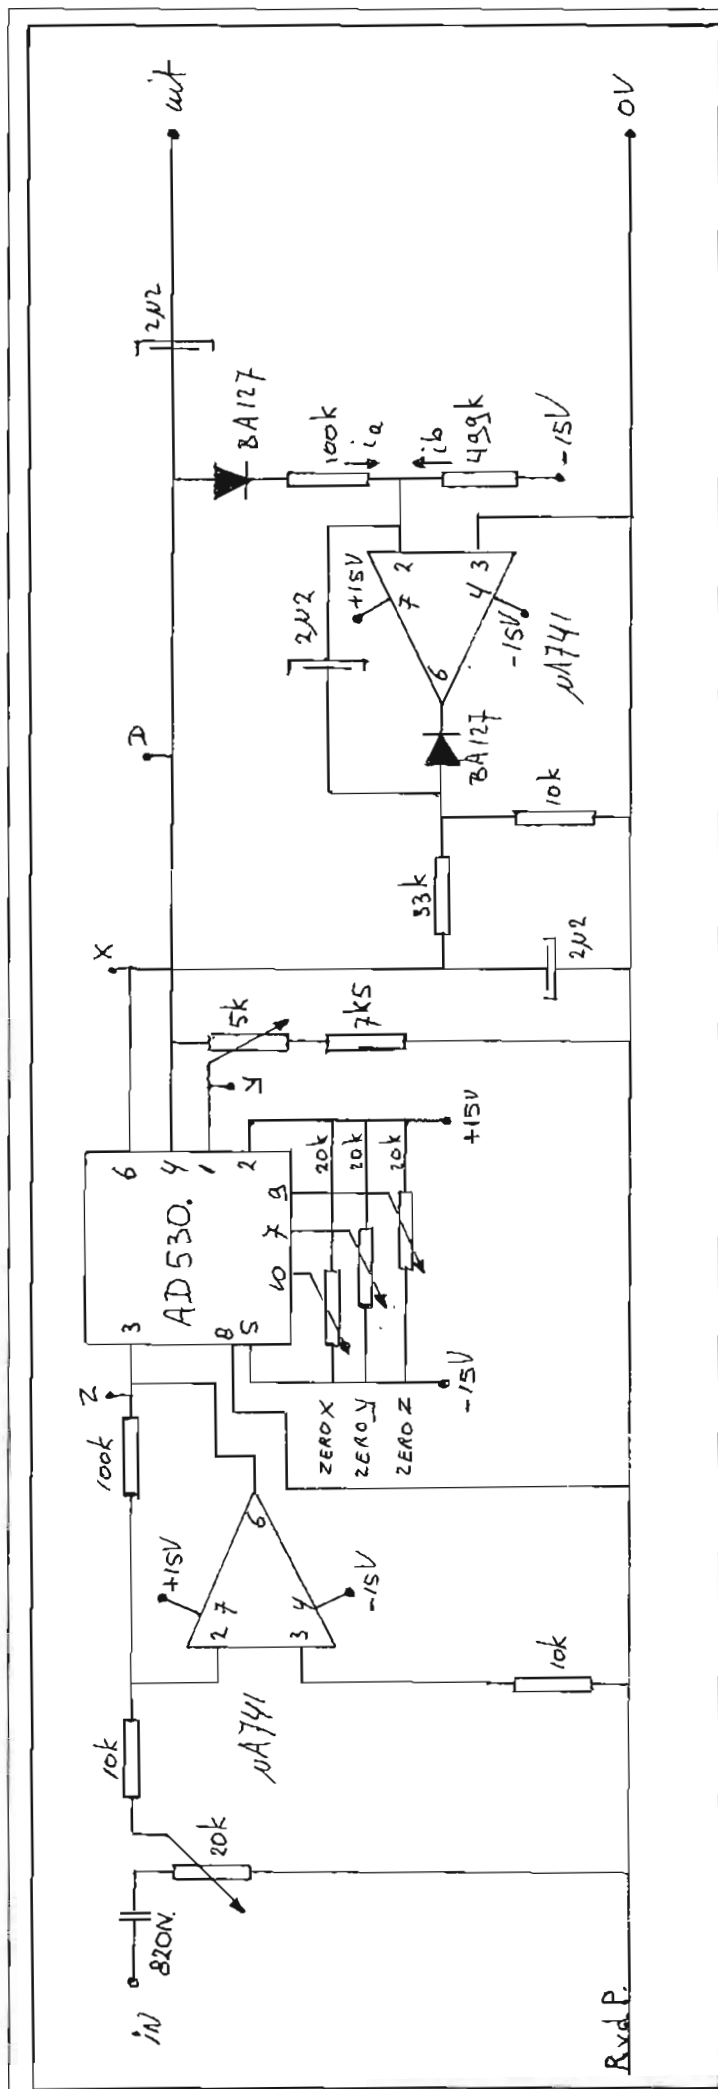 IN
820N.
20k
10k
μA741
2
3
7
4
6
+15V
-15V
10k
100k
Z
3
8
5
AD530.
6
4
1
2
10
7
9
ZERO X
ZERO Y
ZERO Z
20k
20k
20k
-15V
+15V
X
Y
5k
7k5
33k
2μ2
10k
D
BA127
2μ2
6
7
4
2
3
+15V
-15V
μA741
BA127
100k
ia
ib
499k
-15V
2μ2
uit
0V
RvdP.